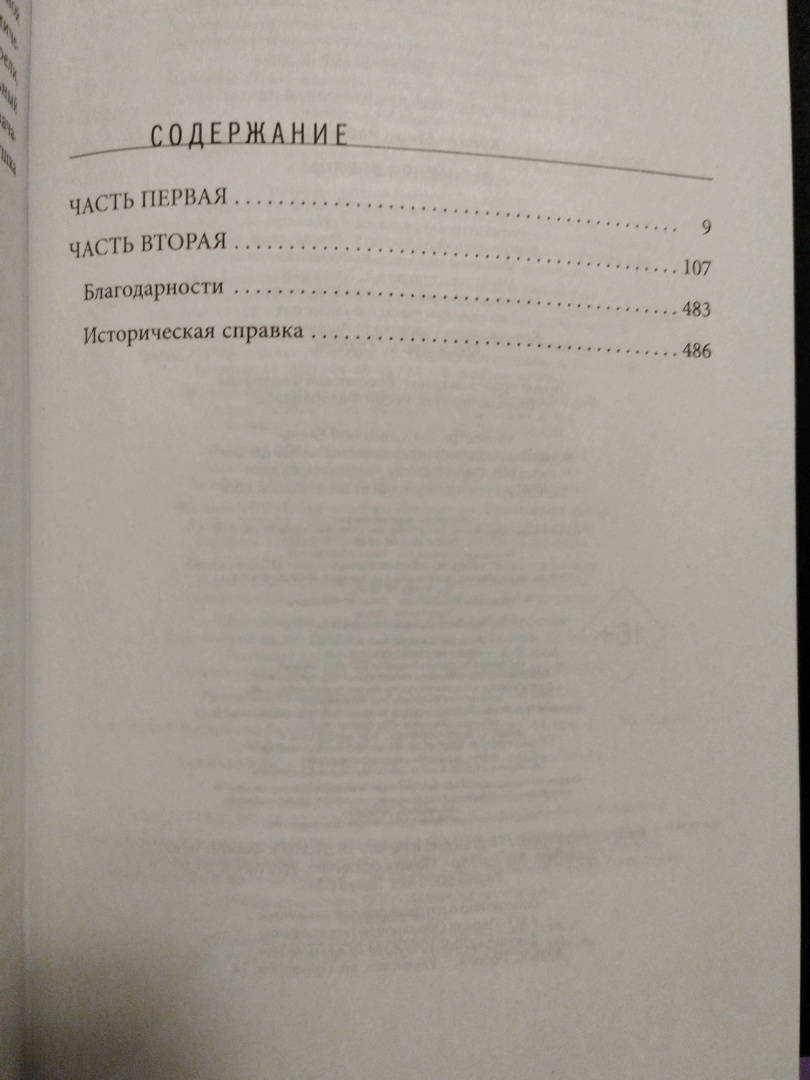 СОДЕРЖАНИЕ
ЧАСТЬ ПЕРВАЯ ........................................ 9
ЧАСТЬ ВТОРАЯ ........................................ 107
Благодарности ........................................ 483
Историческая справка ................................ 486